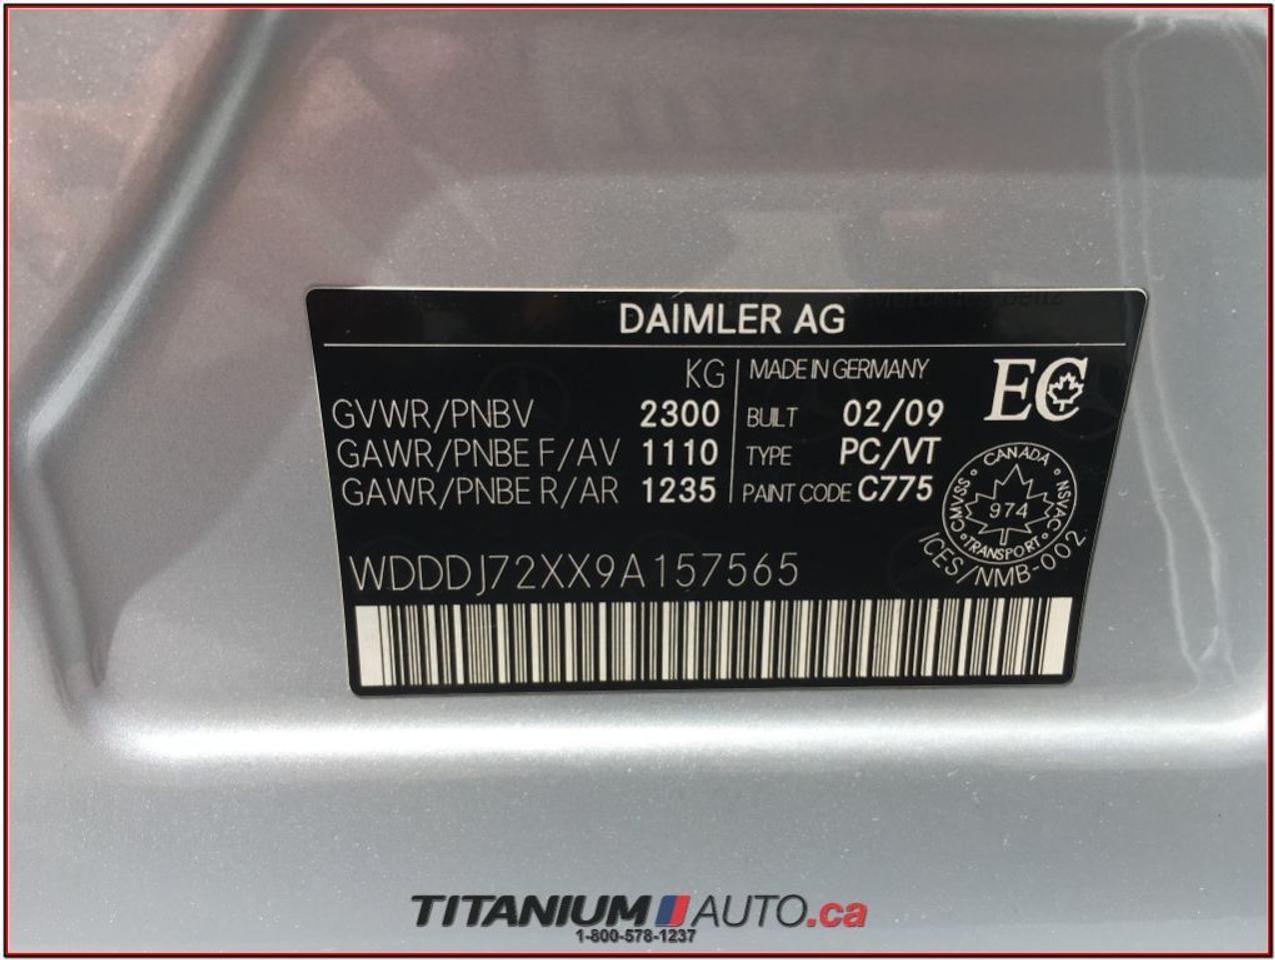 DAIMLER AG
KG
GVWR/PNBV 2300
GAWR/PNBE F/AV 1110
GAWR/PNBE R/AR 1235
MADE IN GERMANY
BUILT 02/09
TYPE PC/VT
PAINT CODE C775
EC
CANADA
CMVSS NSVAC
974
TRANSPORT
ICES/NMB-002
WDDDJ72XX9A157565
TITANIUM AUTO.ca
1-800-578-1237